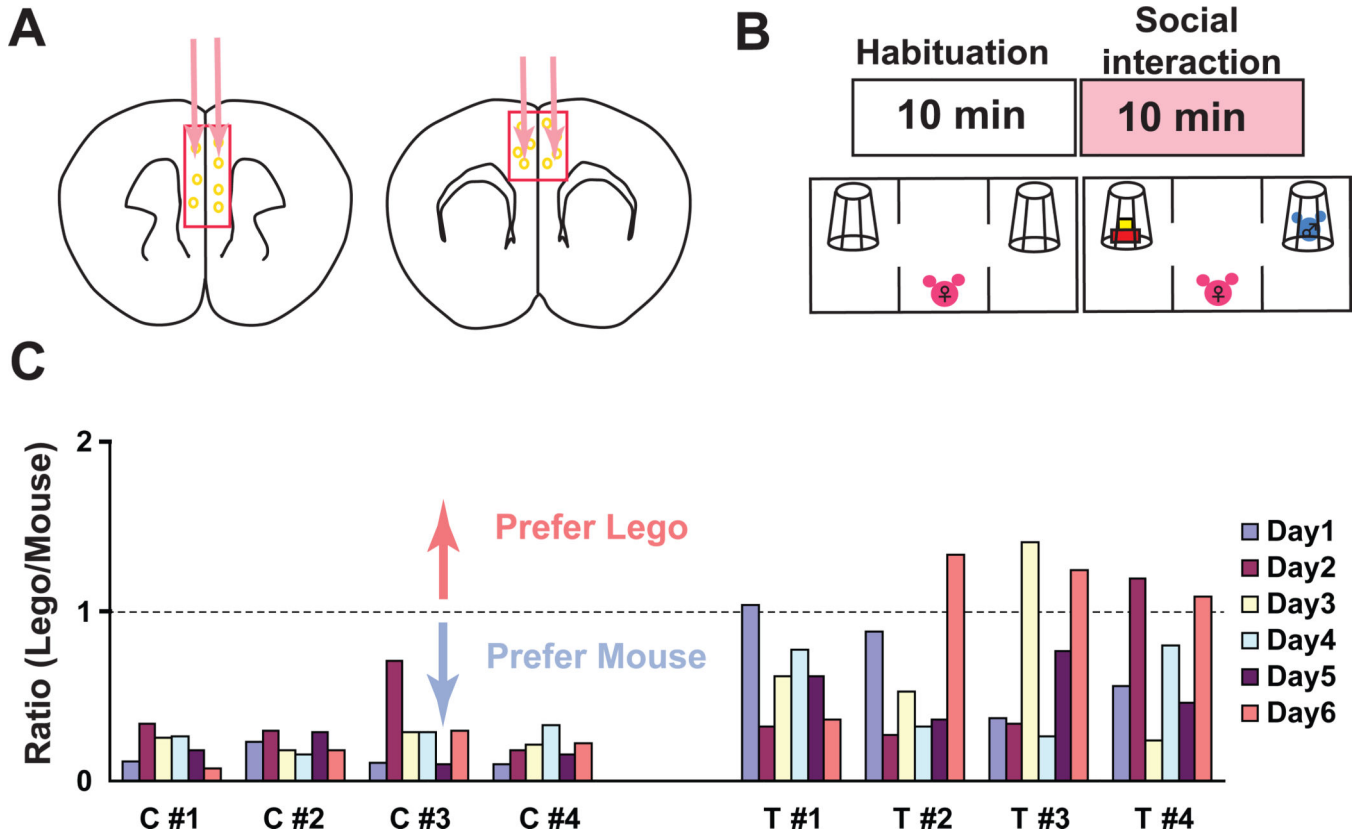 A
B
Habituation
Social
interaction
10 min
10 min
♀
♀
♂
C
Ratio (Lego/Mouse)
2
1
0
Prefer Lego
Prefer Mouse
Day1
Day2
Day3
Day4
Day5
Day6
C #1
C #2
C #3
C #4
T #1
T #2
T #3
T #4